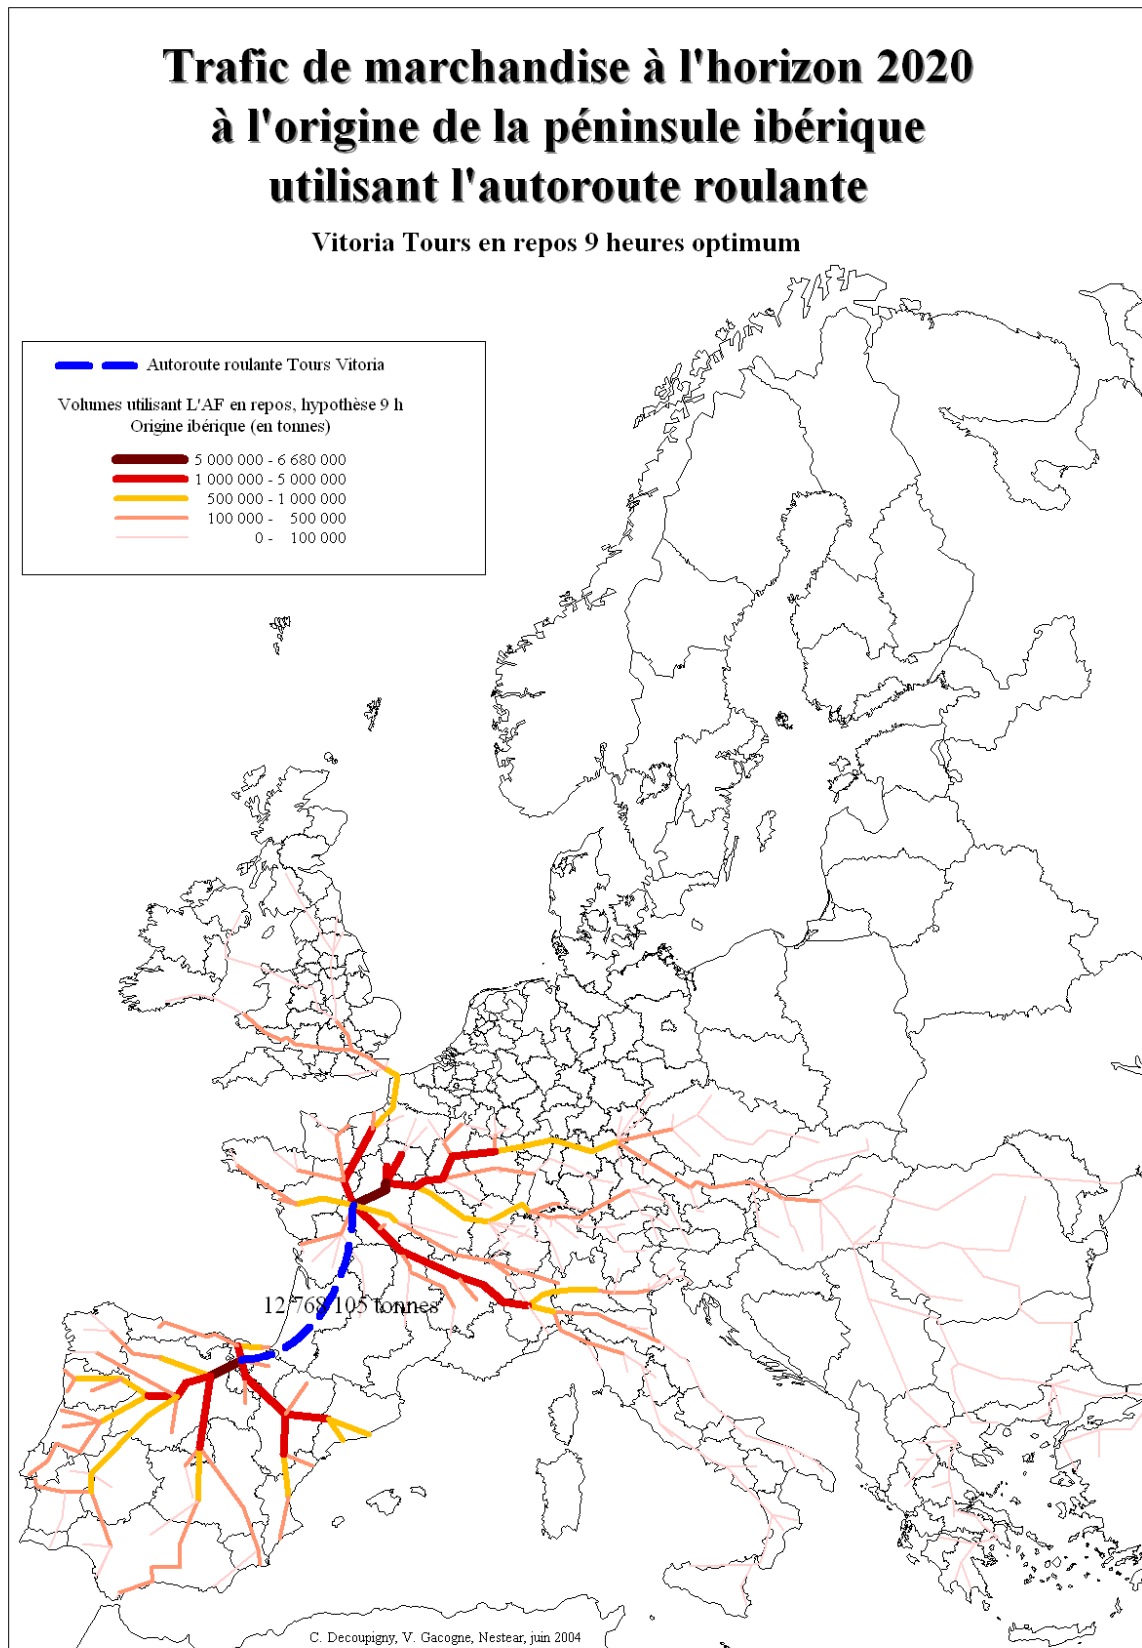 Trafic de marchandise à l'horizon 2020
à l'origine de la péninsule ibérique
utilisant l'autoroute roulante
Vitoria Tours en repos 9 heures optimum
Autoroute roulante Tours Vitoria
Volumes utilisant L'AF en repos, hypothèse 9 h
Origine ibérique (en tonnes)
5 000 000 - 6 680 000
1 000 000 - 5 000 000
500 000 - 1 000 000
100 000 - 500 000
0 - 100 000
12 768 105 tonnes
C. Decoupigny, V. Gacogne, Nestear, juin 2004